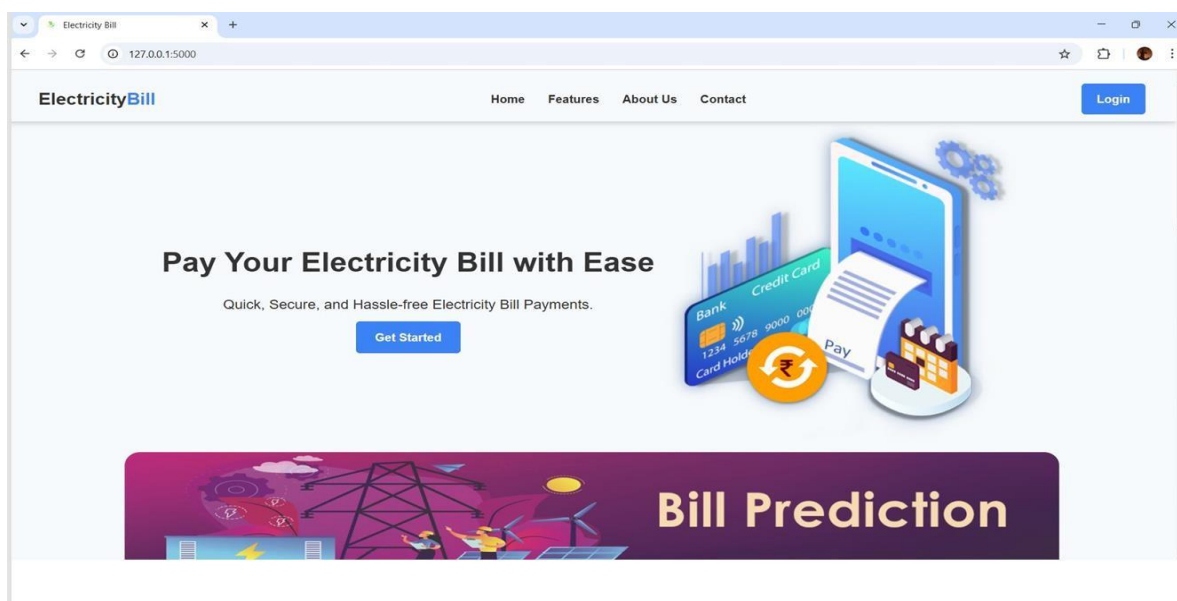 Electricity Bill
127.0.0.1:5000
ElectricityBill
Home Features About Us Contact
Login
Pay Your Electricity Bill with Ease
Quick, Secure, and Hassle-free Electricity Bill Payments.
Get Started
Credit Card
Bank
1234 5678 9000
Card
Pay
₹
Bill Prediction